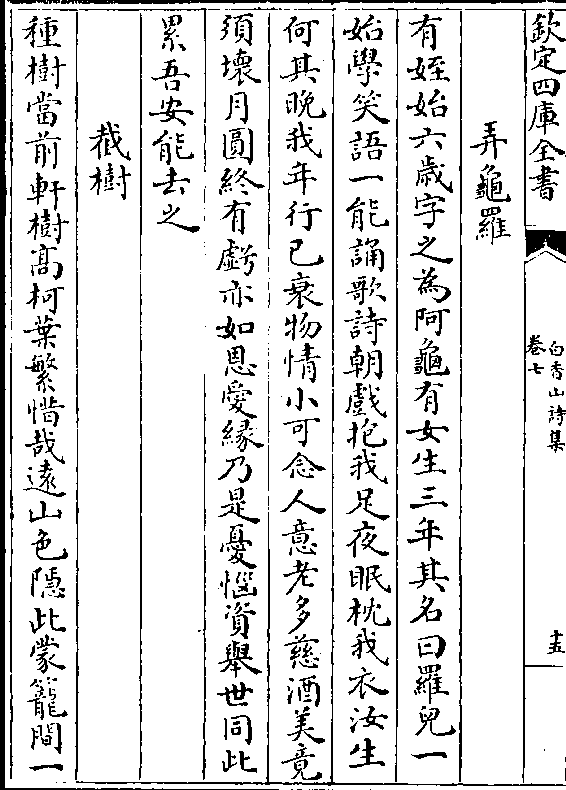 欽定四庫全書
白香山詩集
卷七
十五
弄龜羅
有姪始六歲字之為阿龜有女生三年其名曰羅兒一
始學笑語一能誦歌詩朝戲抱我足夜眠枕我衣汝生
何其晚我年行已衰物情小可念人意老多慈酒美竟
須壞月圓終有虧亦如恩愛緣乃是憂惱資舉世同此
累吾安能去之
截樹
種樹當前軒樹高柯葉繁惜哉遠山色隱此蒙籠間一